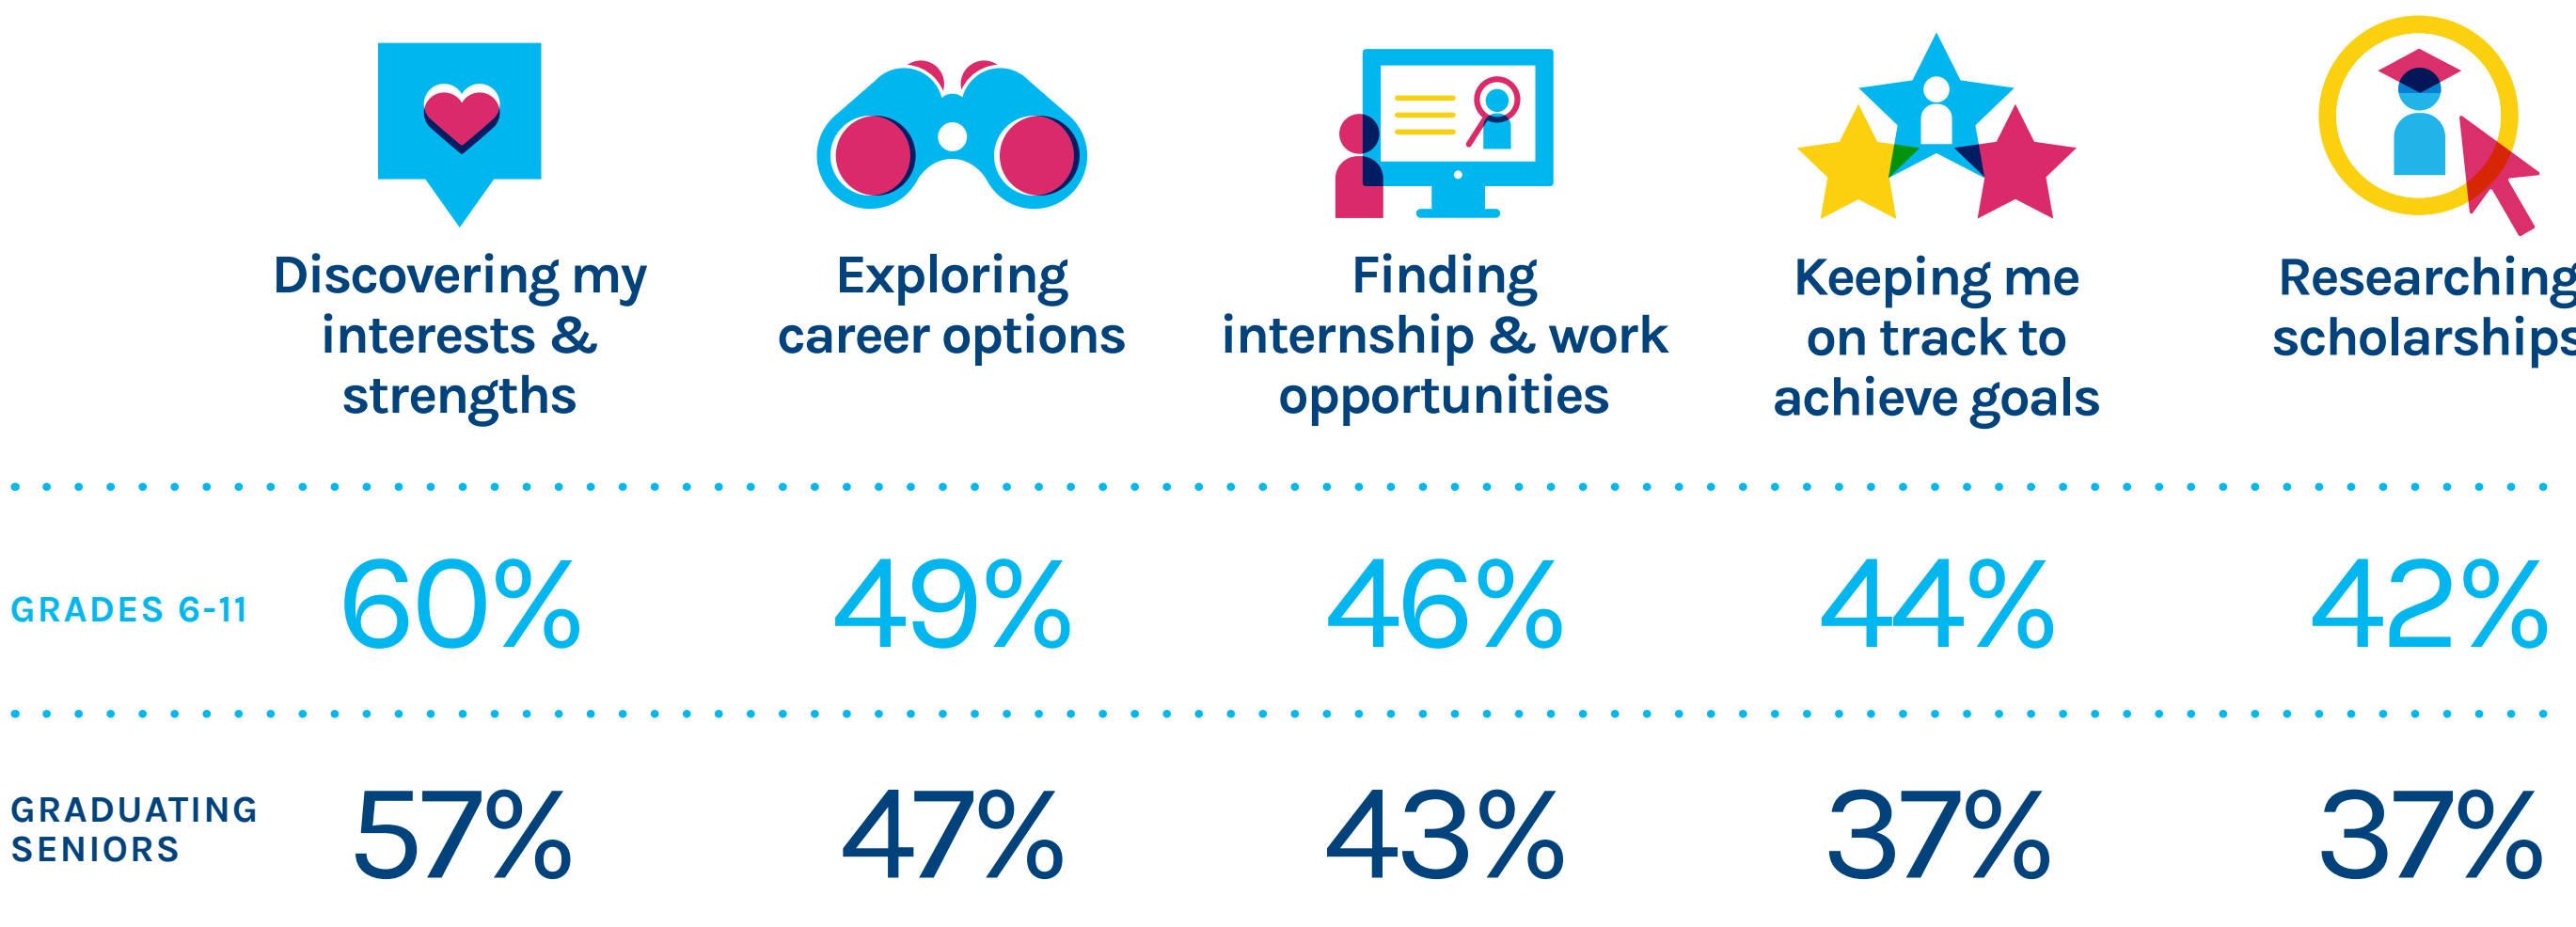 Discovering my
interests &
strengths
Exploring
career options
Finding
internship & work
opportunities
Keeping me
on track to
achieve goals
Researching
scholarships
GRADES 6-11
60%
49%
46%
44%
42%
GRADUATING
SENIORS
57%
47%
43%
37%
37%